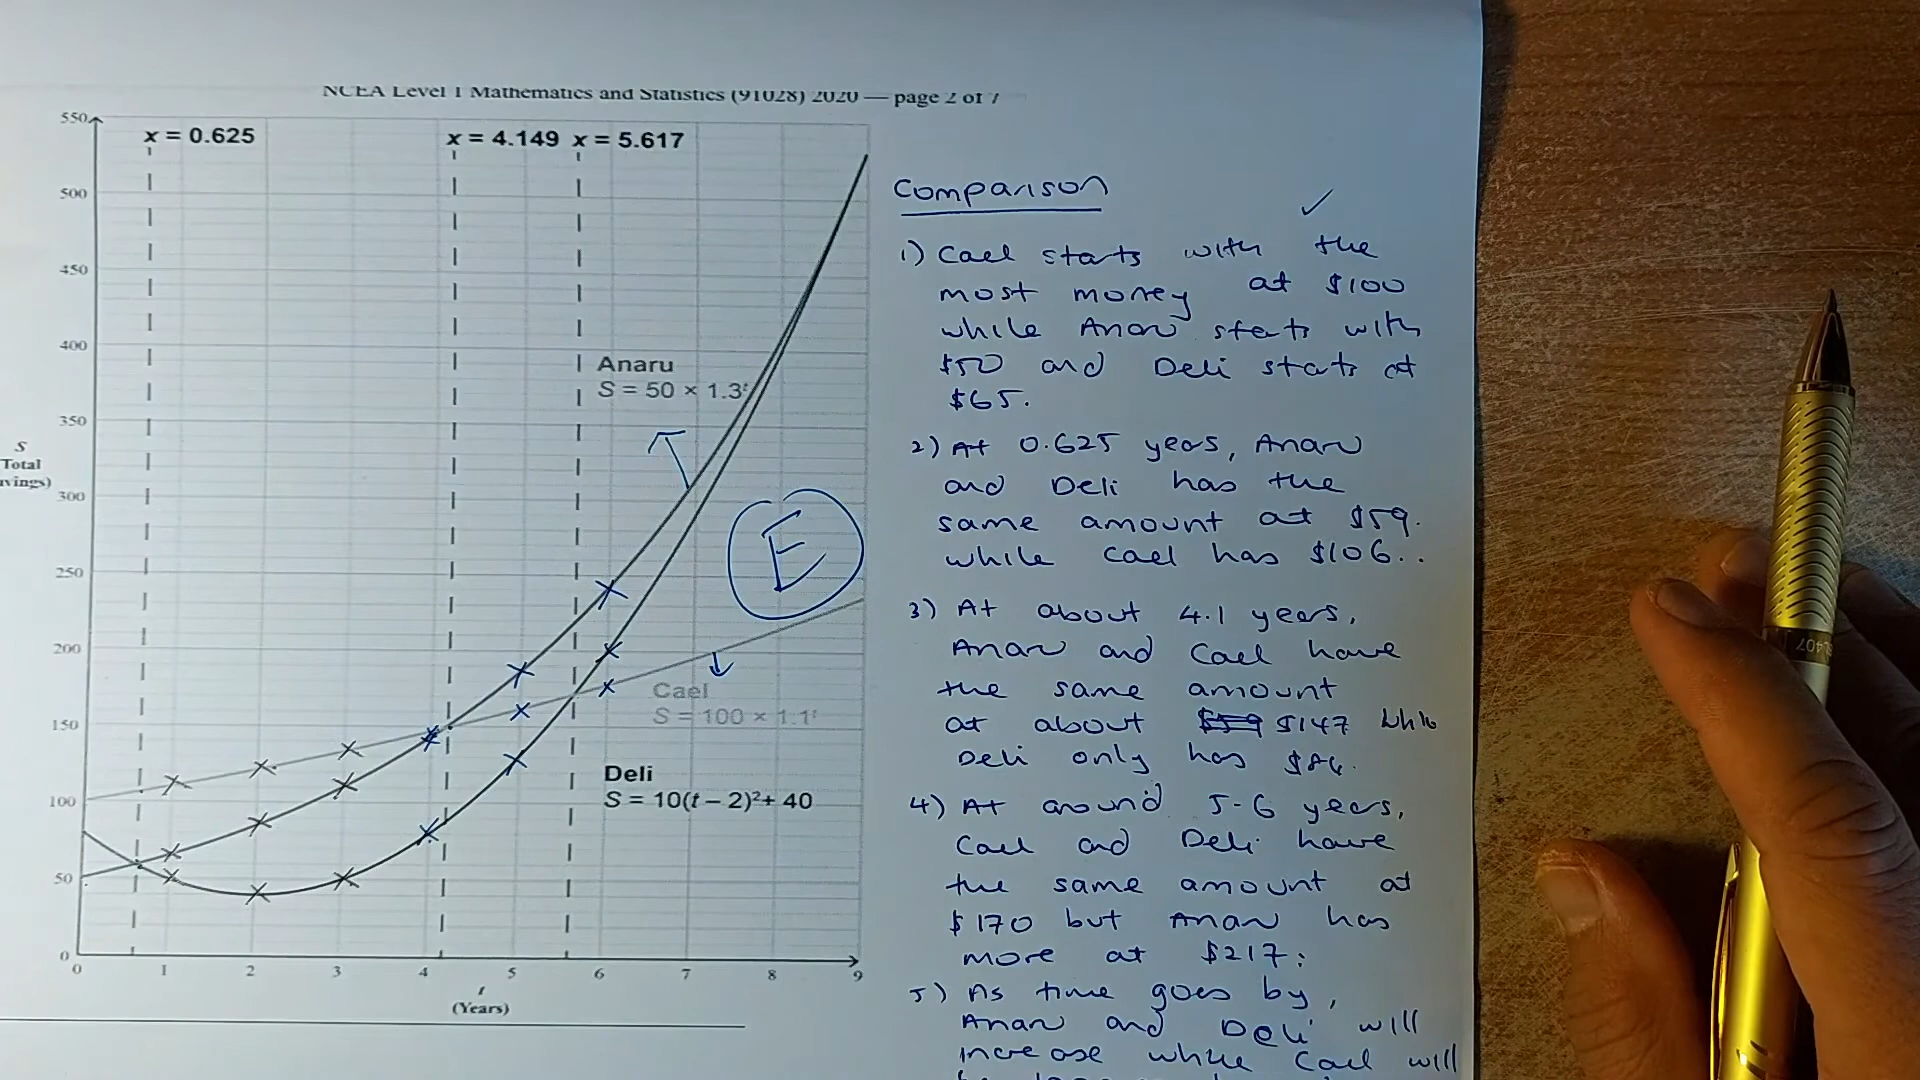 NCEA Level 1 Mathematics and Statistics (91028) 2020 — page 2 of 7
x = 0.625
x = 4.149
x = 5.617
550
500
450
400
350
300
250
200
150
100
50
0
S
Total
vings)
Anaru
S = 50 × 1.3ᵗ
E
Cael
S = 100 × 1.1ᵗ
Deli
S = 10(t – 2)²+ 40
0 1 2 3 4 5 6 7 8 9
t
(Years)
Comparison
1) Cael starts with the
most money at $100
while Anaru starts with
$50 and Deli starts at
$65.
2) At 0.625 years, Anaru
and Deli has the
same amount at $59.
while Cael has $106..
3) At about 4.1 years,
Anaru and Cael have
the same amount
at about $59 $147 while
Deli only has $84.
4) At around 5-6 years,
Cael and Deli have
the same amount at
$170 but Anaru has
more at $217.
5) As time goes by,
Anaru and Deli will
increase while Cael will